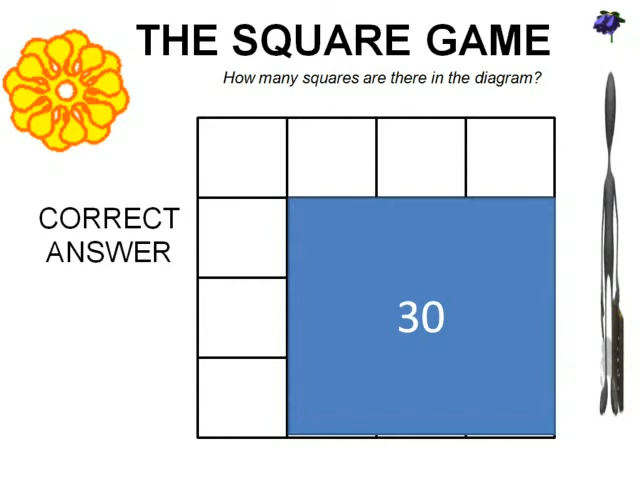 THE SQUARE GAME
How many squares are there in the diagram?
CORRECT
ANSWER
30